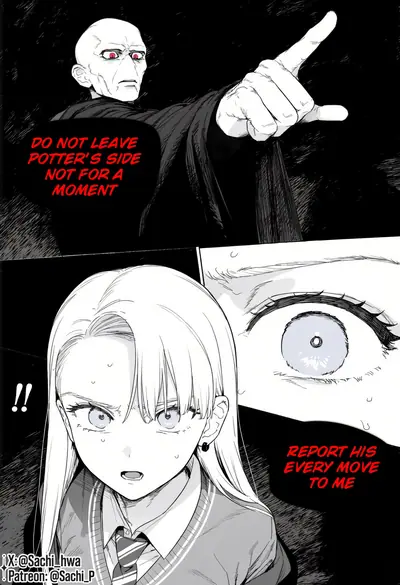 DO NOT LEAVE
POTTER'S SIDE
NOT FOR A
MOMENT
!!
REPORT HIS
EVERY MOVE
TO ME
X: @Sachi_hwa
Patreon: @Sachi_P